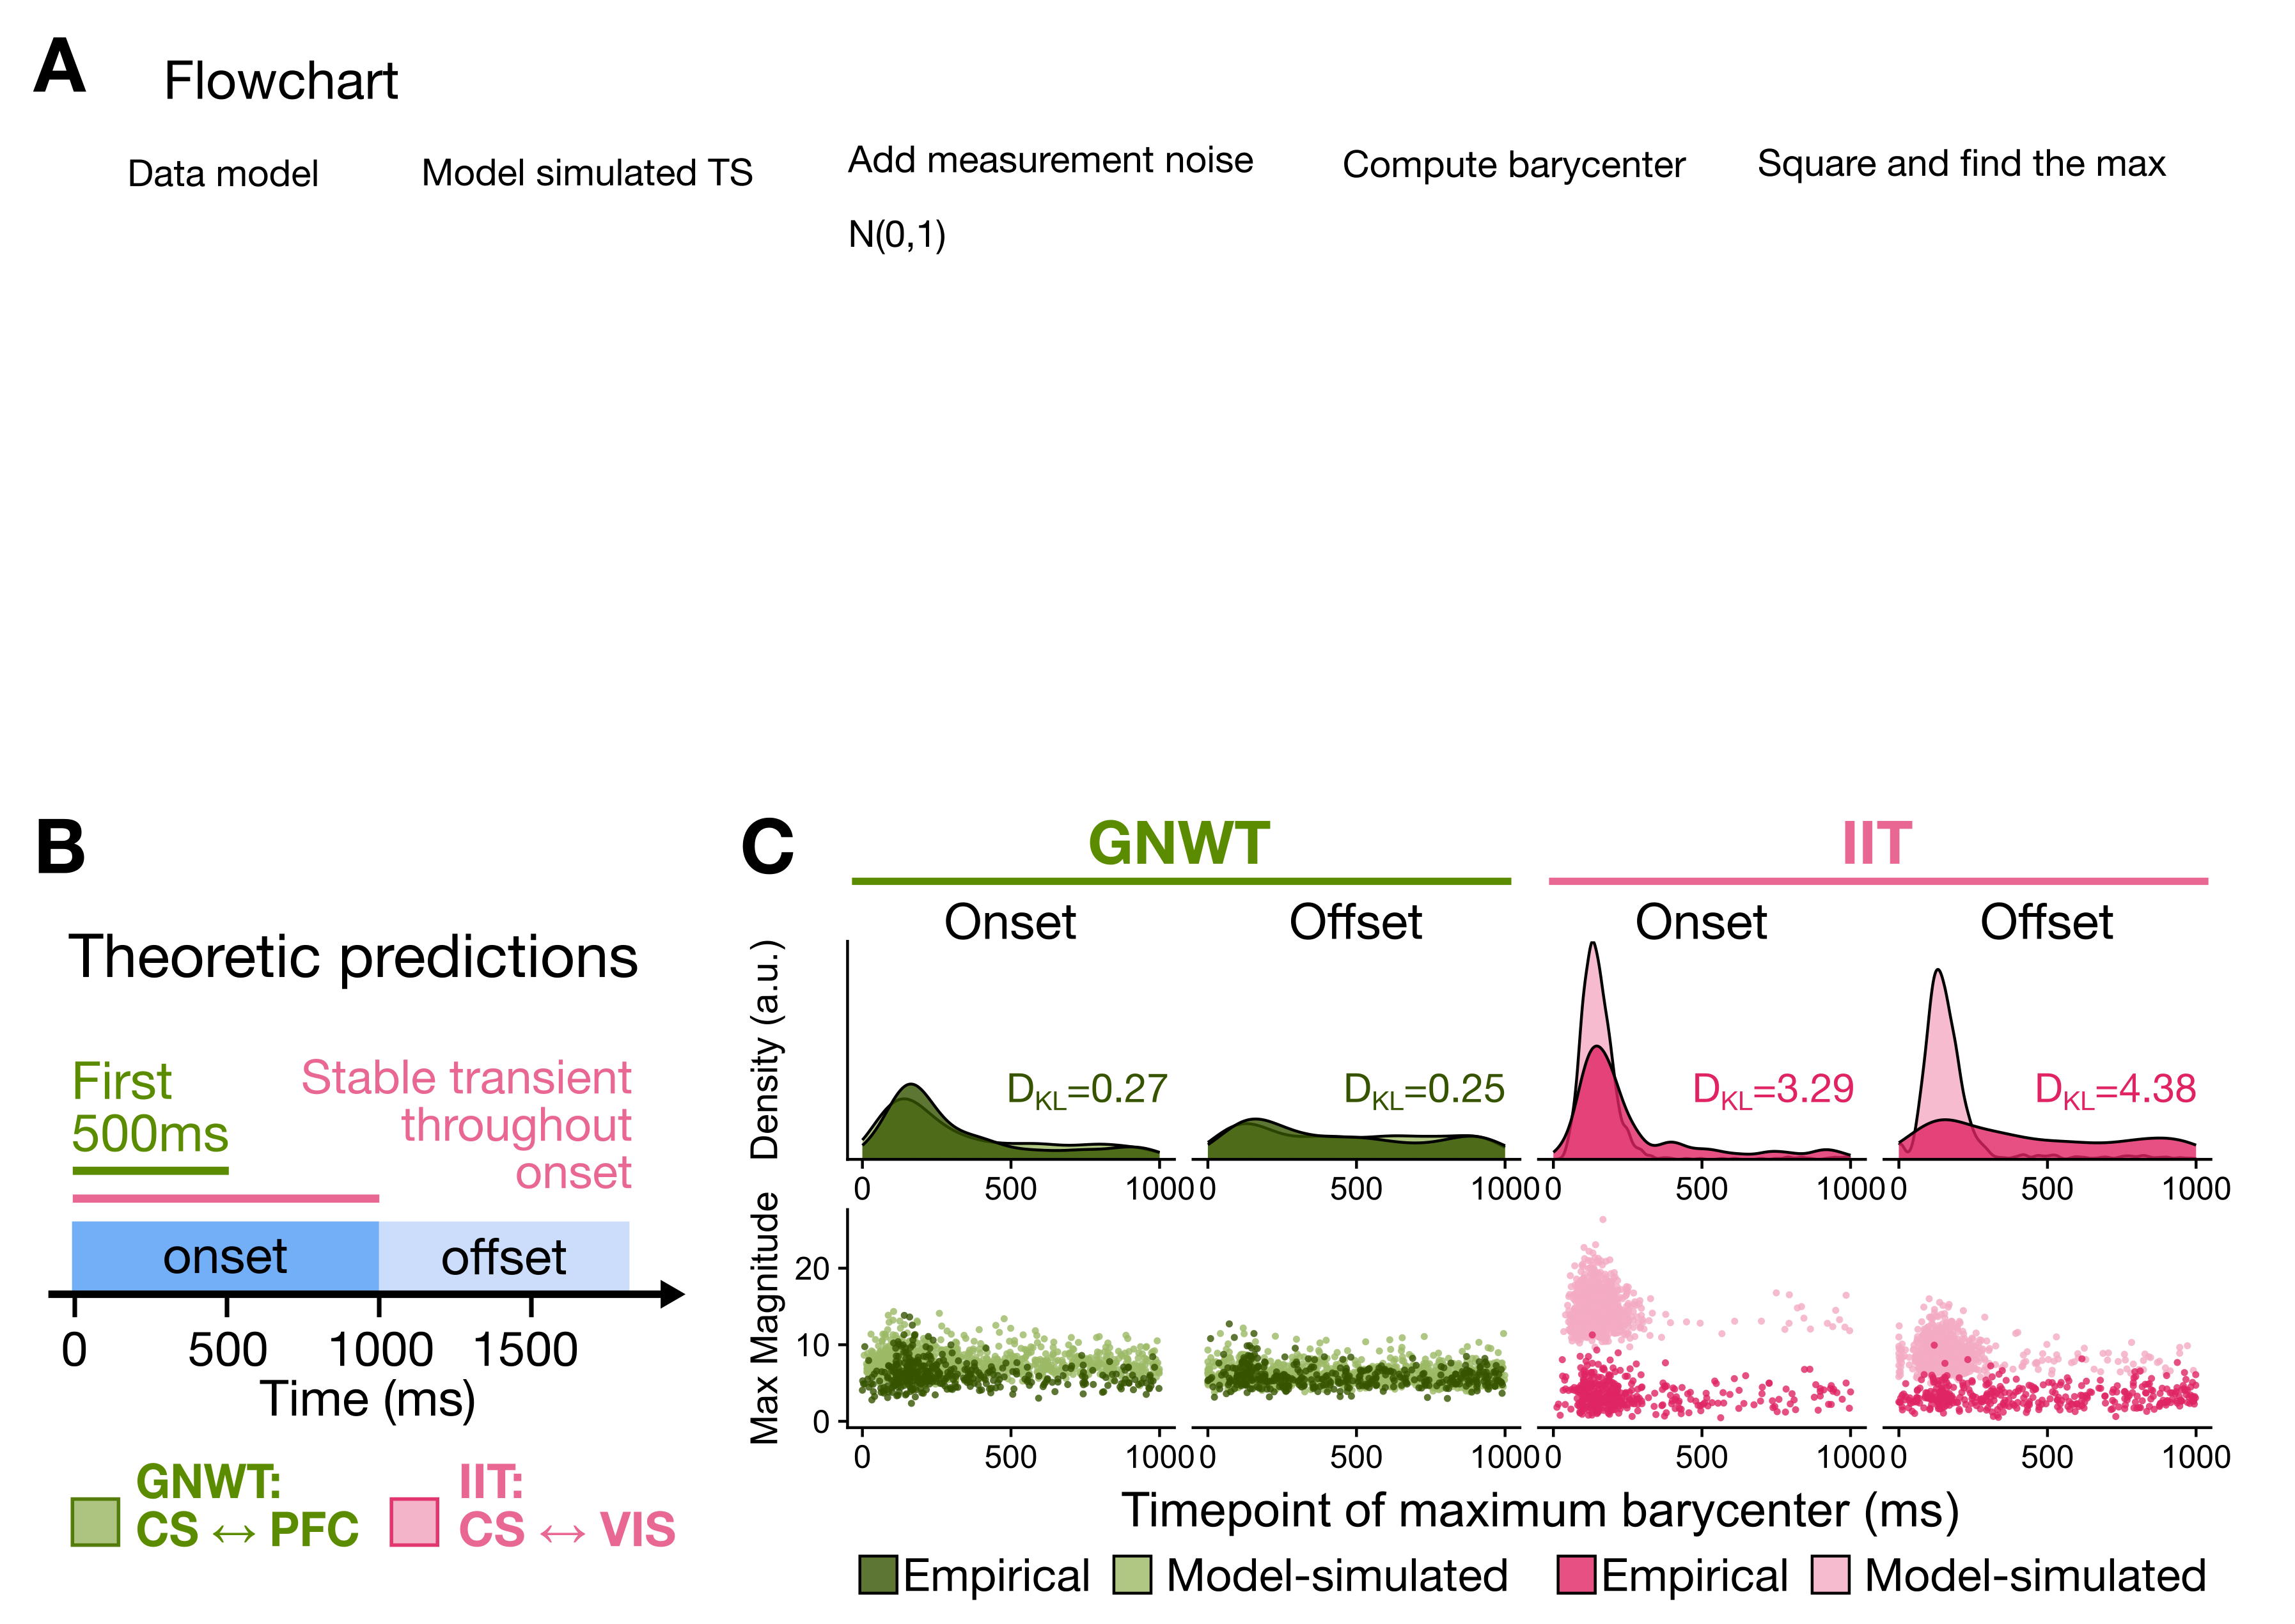 A
Flowchart
Data model
Model simulated TS
Add measurement noise
Compute barycenter
Square and find the max
N(0,1)
B
Theoretic predictions
First
500ms
Stable transient
throughout
onset
onset
offset
0 500 1000 1500
Time (ms)
GNWT:
CS ↔ PFC
IIT:
CS ↔ VIS
C
GNWT
IIT
Onset
Offset
Onset
Offset
Density (a.u.)
DKL=0.27
DKL=0.25
DKL=3.29
DKL=4.38
0 500 1000 0 500 1000 0 500 1000 0 500 1000
Max Magnitude
20
10
0
0 500 1000 0 500 1000 0 500 1000 0 500 1000
Timepoint of maximum barycenter (ms)
Empirical Model-simulated Empirical Model-simulated